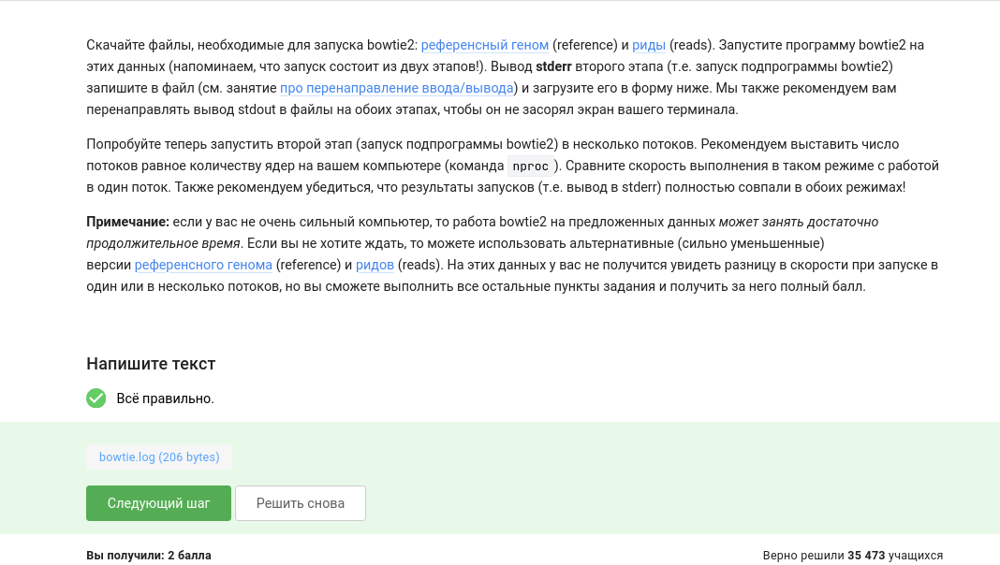 Скачайте файлы, необходимые для запуска bowtie2: референсный геном (reference) и риды (reads). Запустите программу bowtie2 на
этих данных (напоминаем, что запуск состоит из двух этапов!). Вывод stderr второго этапа (т.е. запуск подпрограммы bowtie2)
запишите в файл (см. занятие про перенаправление ввода/вывода) и загрузите его в форму ниже. Мы также рекомендуем вам
перенаправлять вывод stdout в файлы на обоих этапах, чтобы он не засорял экран вашего терминала.
Попробуйте теперь запустить второй этап (запуск подпрограммы bowtie2) в несколько потоков. Рекомендуем выставить число
потоков равное количеству ядер на вашем компьютере (команда nproc). Сравните скорость выполнения в таком режиме с работой
в один поток. Также рекомендуем убедиться, что результаты запусков (т.е. вывод в stderr) полностью совпали в обоих режимах!
Примечание: если у вас не очень сильный компьютер, то работа bowtie2 на предложенных данных может занять достаточно
продолжительное время. Если вы не хотите ждать, то можете использовать альтернативные (сильно уменьшенные)
версии референсного генома (reference) и ридов (reads). На этих данных у вас не получится увидеть разницу в скорости при запуске в
один или в несколько потоков, но вы сможете выполнить все остальные пункты задания и получить за него полный балл.
Напишите текст
Всё правильно.
bowtie.log (206 bytes)
Следующий шаг Решить снова
Вы получили: 2 балла Верно решили 35 473 учащихся